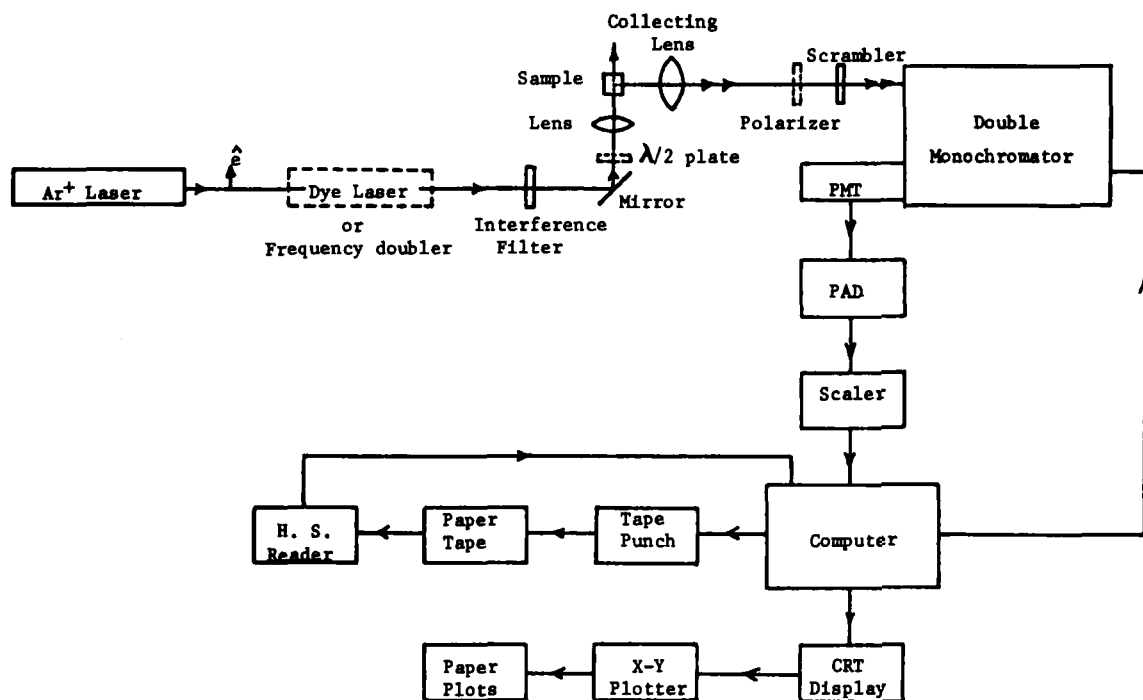 Collecting
Lens
Scrambler
Sample
Lens
Polarizer
Double
Monochromator
λ/2 plate
ê
Ar⁺ Laser
Dye Laser
Mirror
PMT
or
Frequency doubler
Interference
Filter
PAD
Scaler
H. S.
Reader
Paper
Tape
Tape
Punch
Computer
Paper
Plots
X-Y
Plotter
CRT
Display